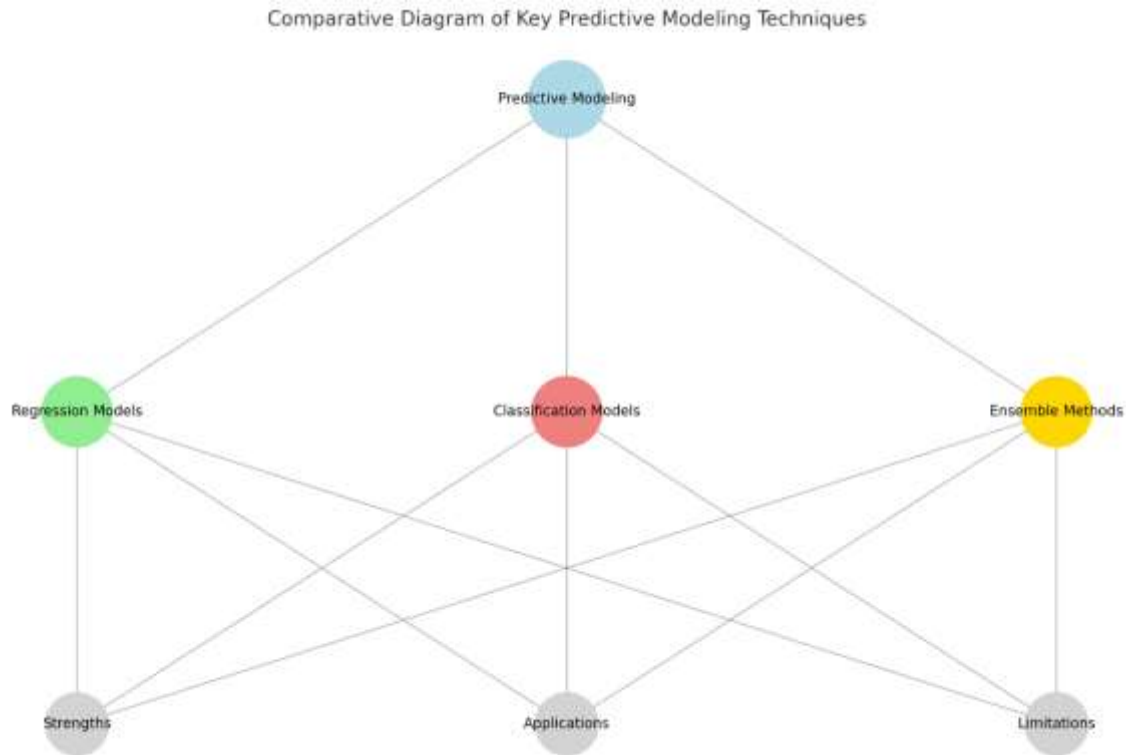 Comparative Diagram of Key Predictive Modeling Techniques
Predictive Modeling
Regression Models
Classification Models
Ensemble Methods
Strengths
Applications
Limitations